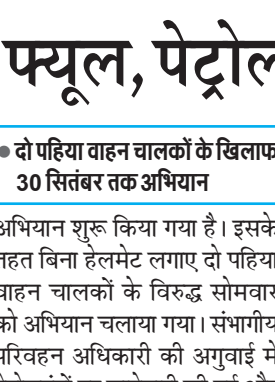 फ्यूल, पेट्रोल
● दो पहिया वाहन चालकों के खिलाफ
30 सितंबर तक अभियान
अभियान शुरू किया गया है। इसके
तहत बिना हेलमेट लगाए दो पहिया
वाहन चालकों के विरुद्ध सोमवार
को अभियान चलाया गया। संभागीय
परिवहन अधिकारी की अगुवाई में